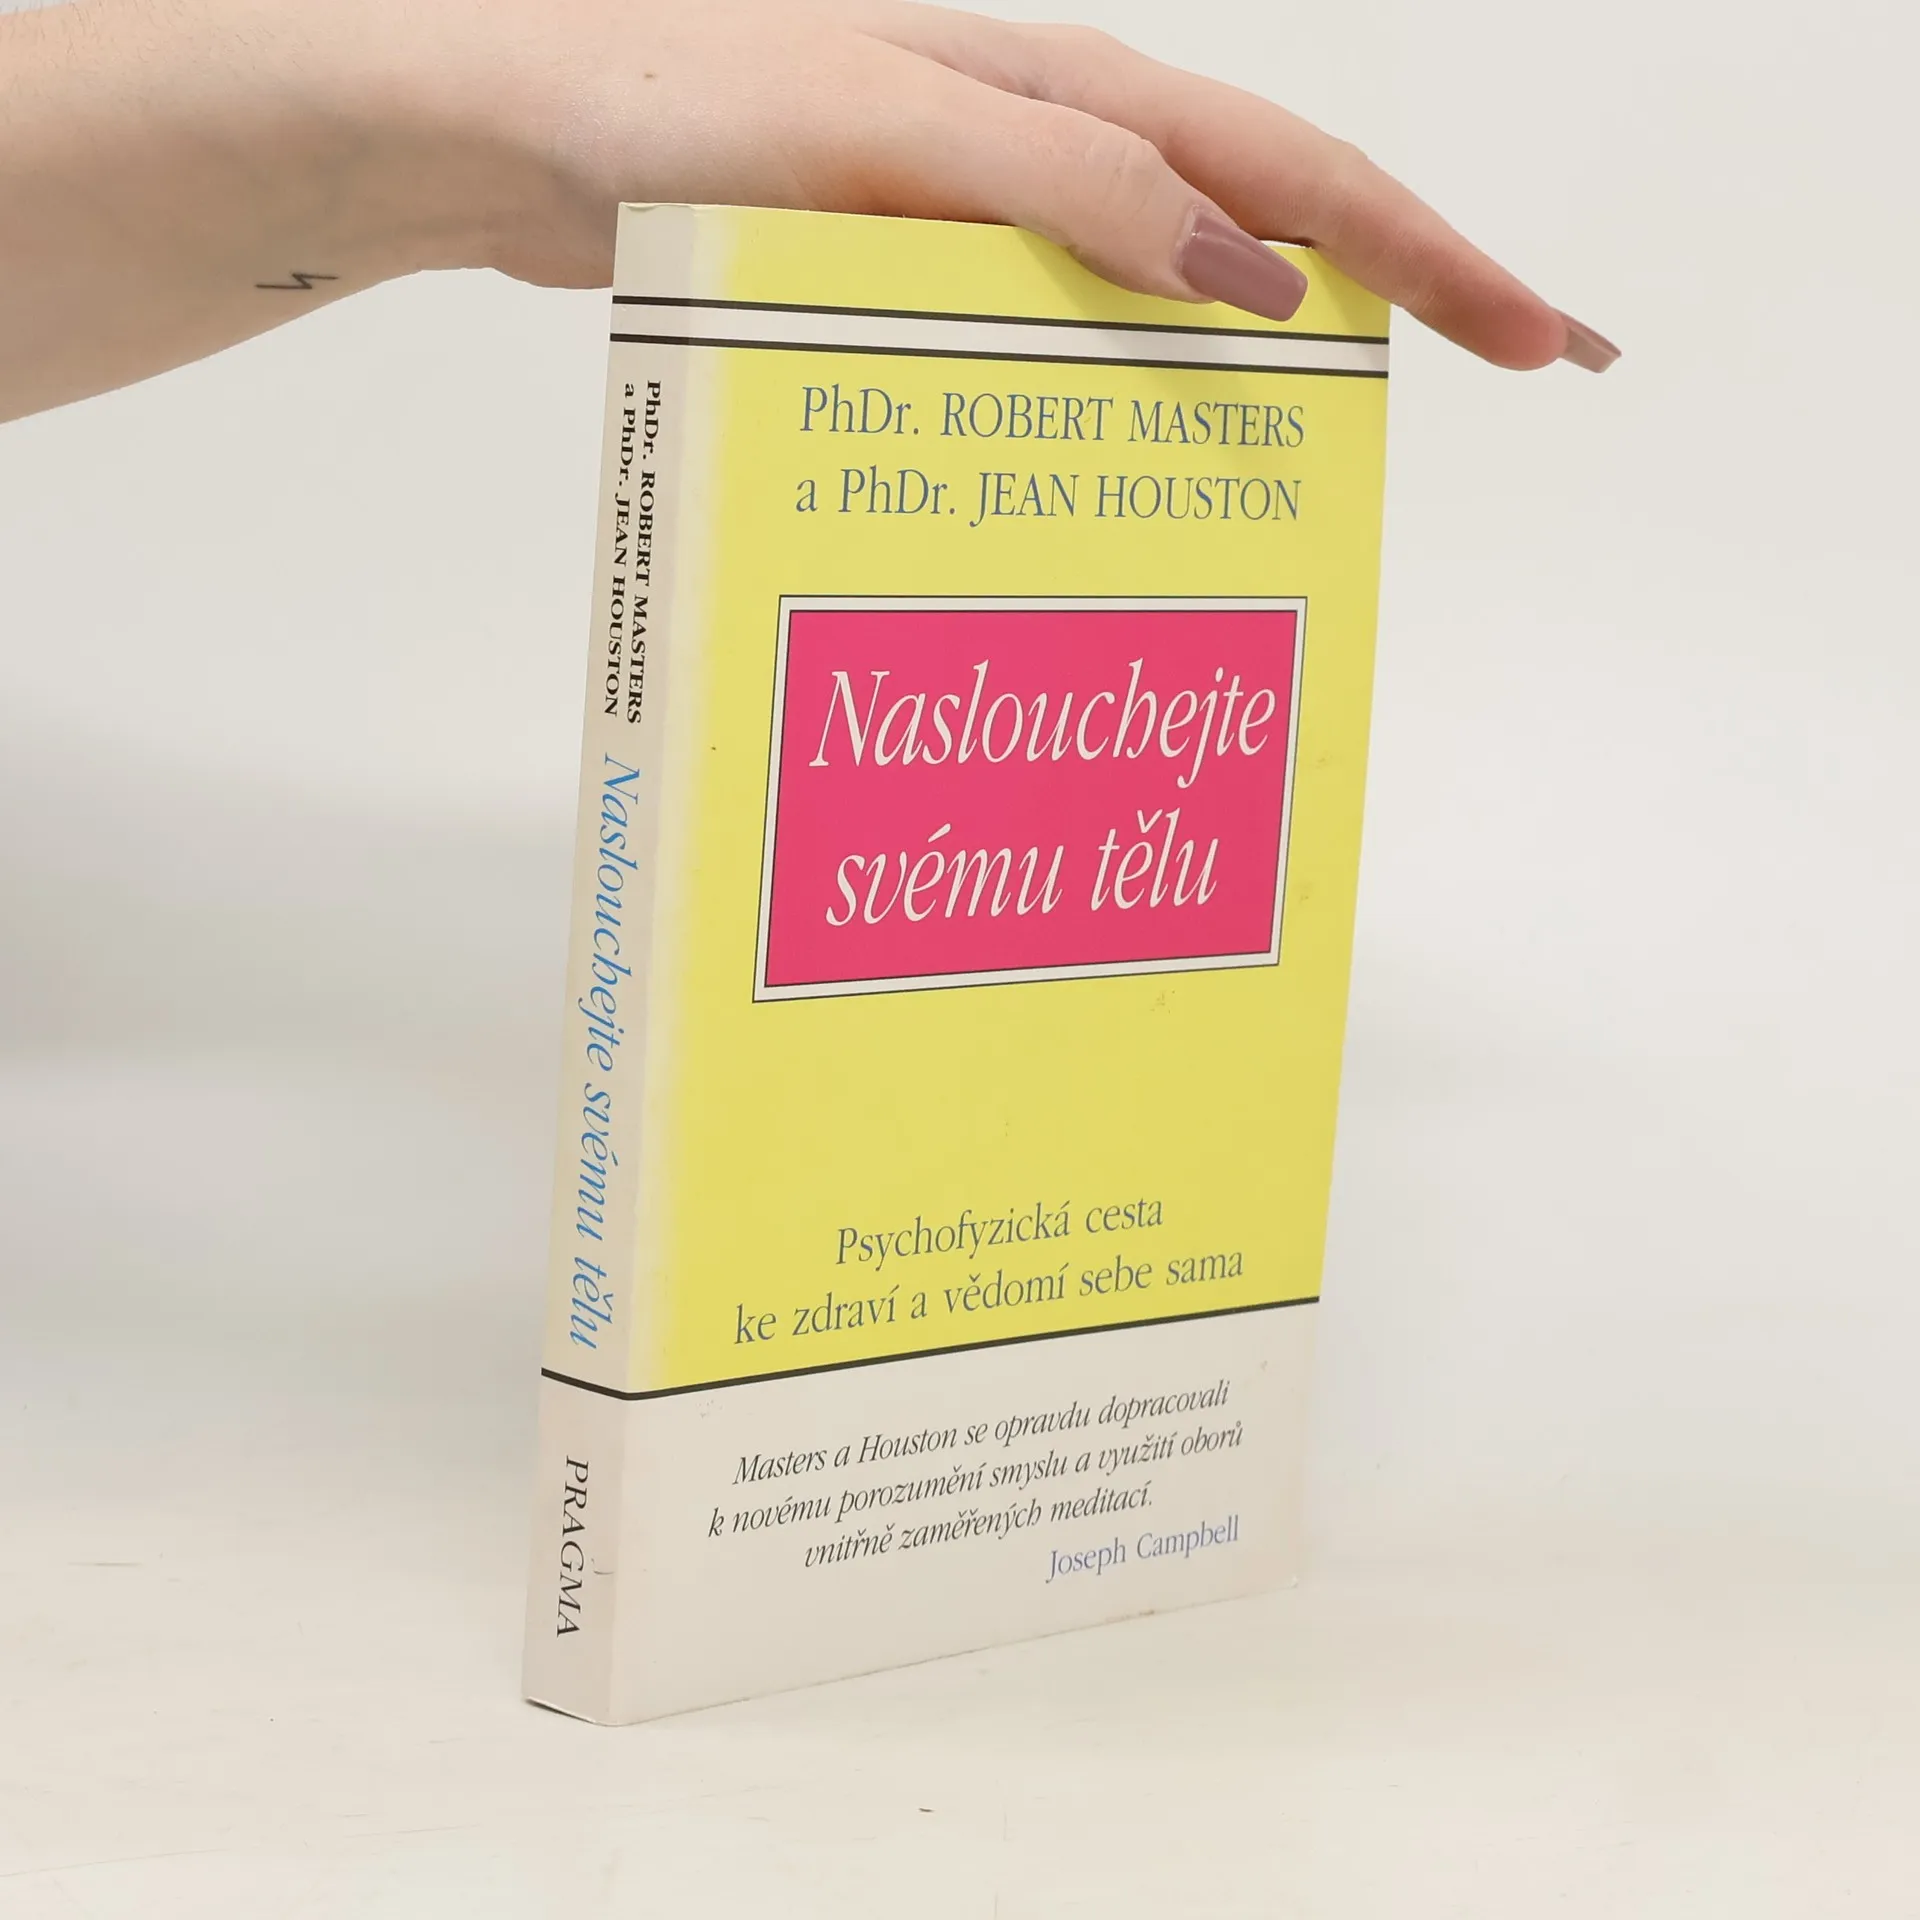 PhDr. ROBERT MASTERS
a PhDr. JEAN HOUSTON
Naslouchejte svému tělu
PRAGMA
PhDr. ROBERT MASTERS
a PhDr. JEAN HOUSTON
Naslouchejte
svému tělu
Psychofyzická cesta
ke zdraví a vědomí sebe sama
Masters a Houston se opravdu dopracovali
k novému porozumění smyslu a využití oborů
vnitřně zaměřených meditací.
Joseph Campbell